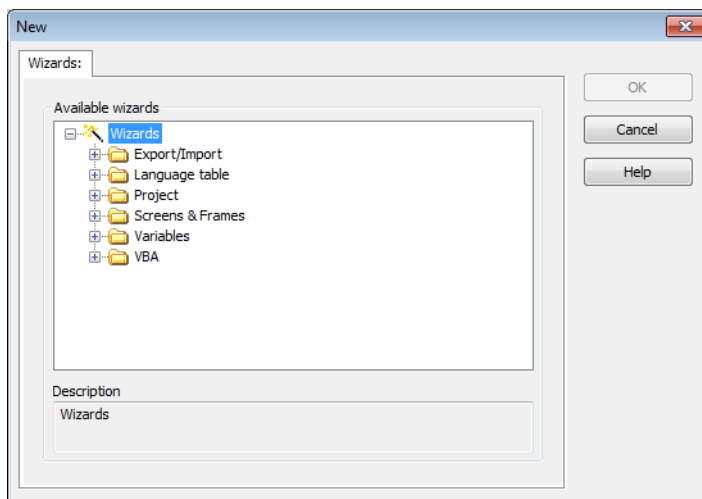 New
Wizards:
OK
Available wizards
Wizards
Cancel
Export/Import
Language table
Help
Project
Screens & Frames
Variables
VBA
Description
Wizards